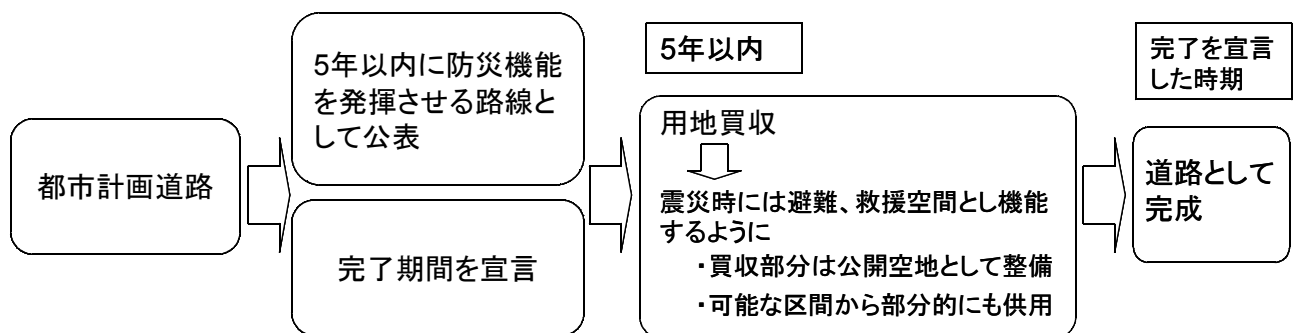 都市計画道路
5年以内に防災機能
を発揮させる路線と
して公表
完了期間を宣言
5年以内
用地買収
震災時には避難、救援空間とし機能
するように
・買収部分は公開空地として整備
・可能な区間から部分的にも供用
完了を宣言
した時期
道路として
完成